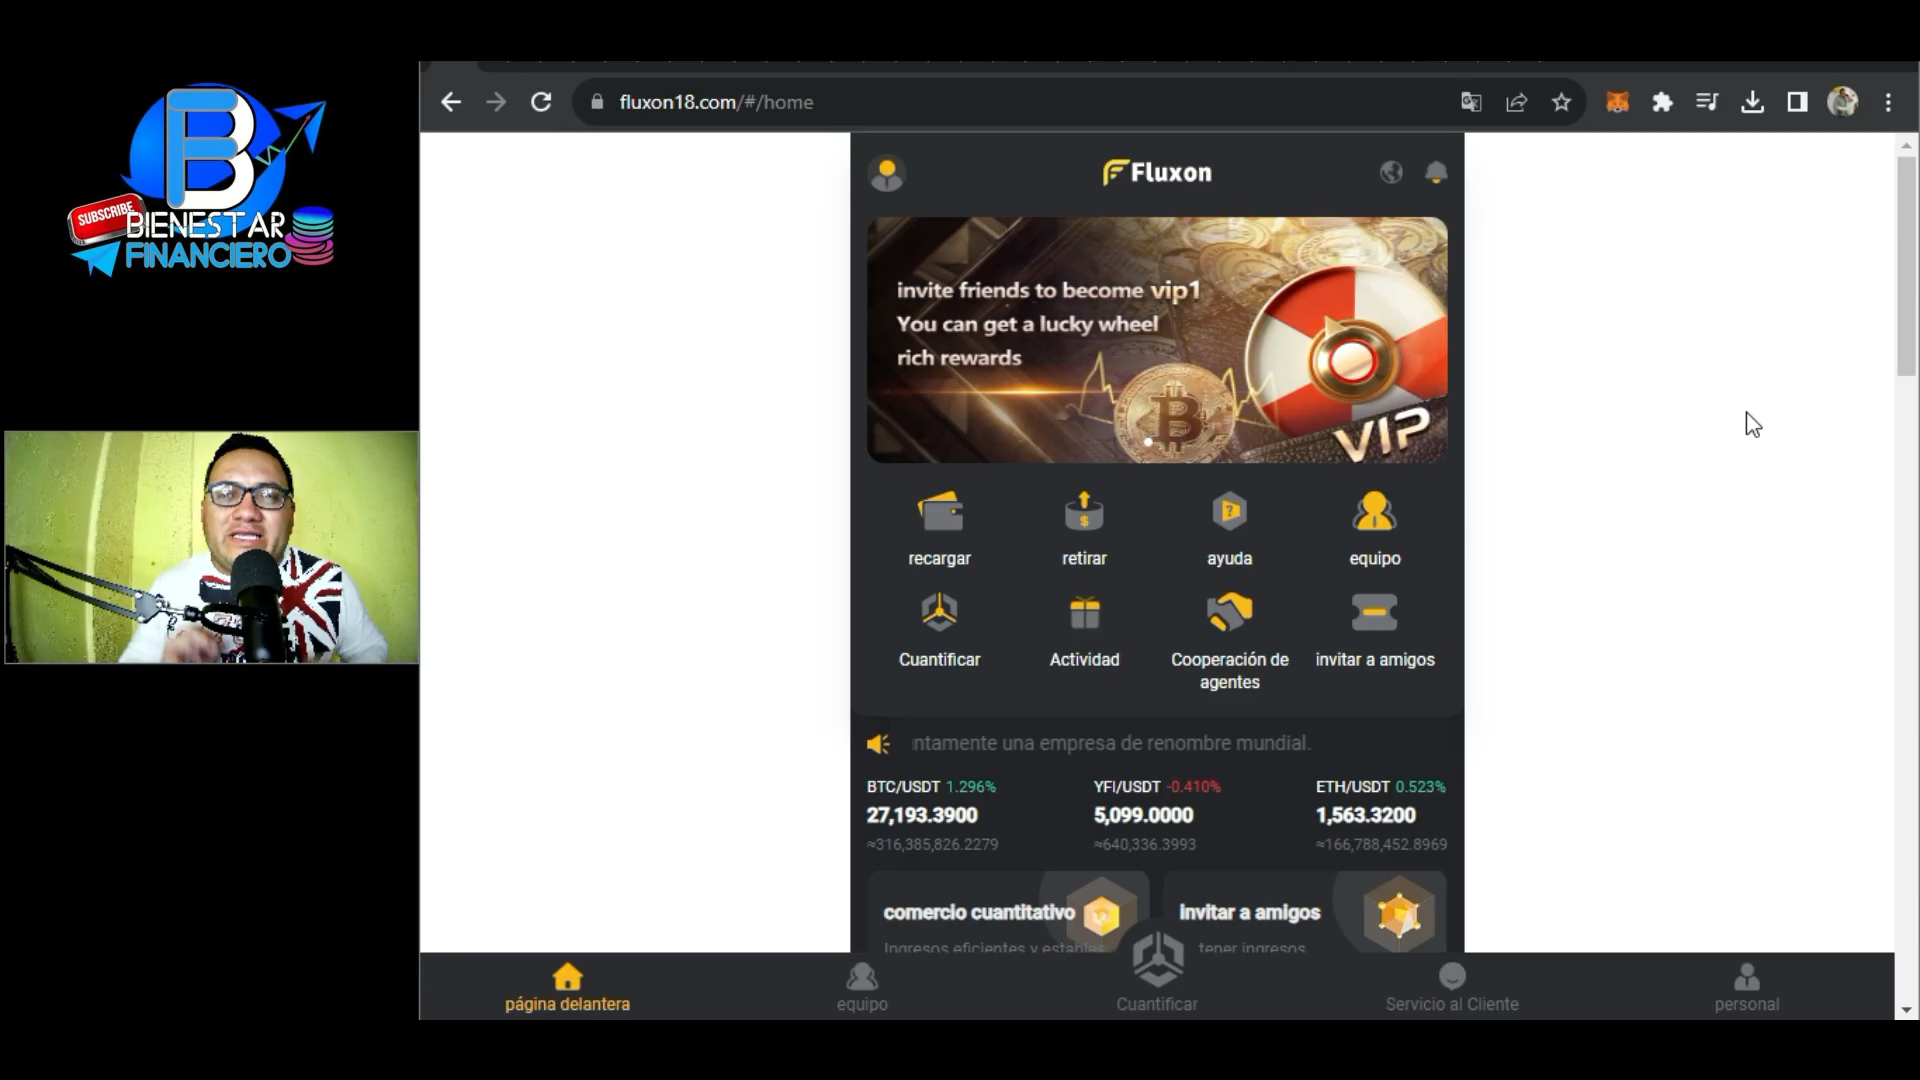 SUBSCRIBE
BIENESTAR
FINANCIERO
fluxon18.com/#/home
Fluxon
invite friends to become vip1
You can get a lucky wheel
rich rewards
VIP
recargar
retirar
ayuda
equipo
Cuantificar
Actividad
Cooperación de
agentes
invitar a amigos
ntamente una empresa de renombre mundial.
BTC/USDT 1.296%
27,193.3900
≈316,385,826.2279
YFI/USDT -0.410%
5,099.0000
≈640,336.3993
ETH/USDT 0.523%
1,563.3200
≈166,788,452.8969
comercio cuantitativo
Ingresos eficientes y estables
invitar a amigos
tener ingresos
página delantera
equipo
Cuantificar
Servicio al Cliente
personal